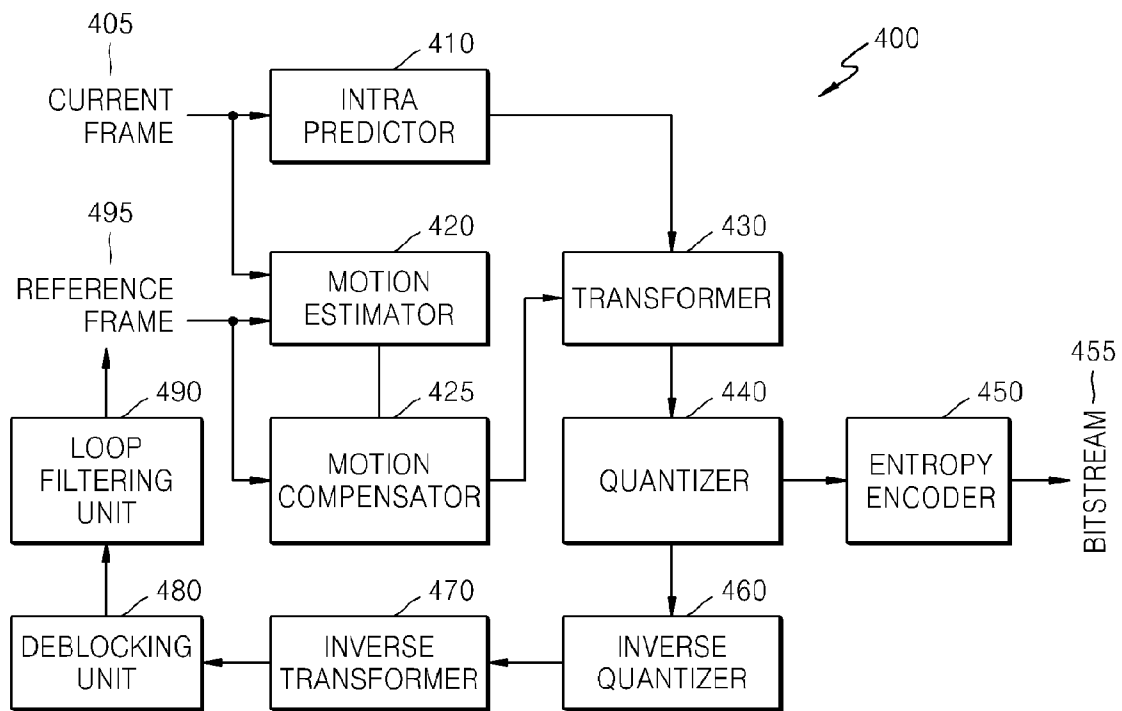 405
410
400
CURRENT
FRAME
INTRA
PREDICTOR
495
420
430
REFERENCE
FRAME
MOTION
ESTIMATOR
TRANSFORMER
490
425
440
450
455
LOOP
FILTERING
UNIT
MOTION
COMPENSATOR
QUANTIZER
ENTROPY
ENCODER
BITSTREAM
480
470
460
DEBLOCKING
UNIT
INVERSE
TRANSFORMER
INVERSE
QUANTIZER